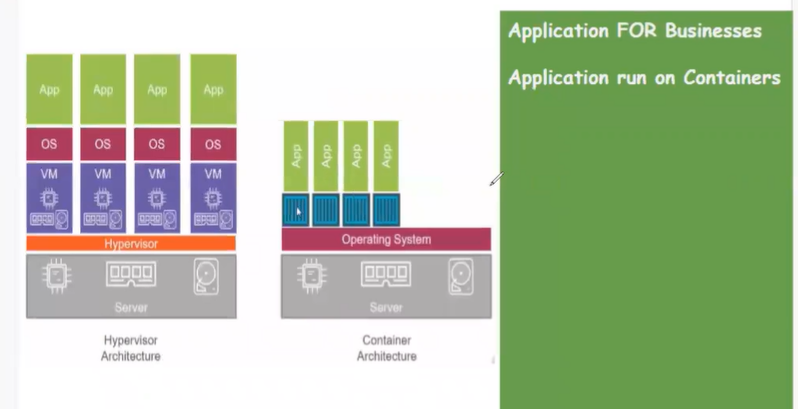 Application FOR Businesses
Application run on Containers
App App App App
OS OS OS OS
VM VM VM VM
Hypervisor
Server
Hypervisor
Architecture
App App App App
Operating System
Server
Container
Architecture